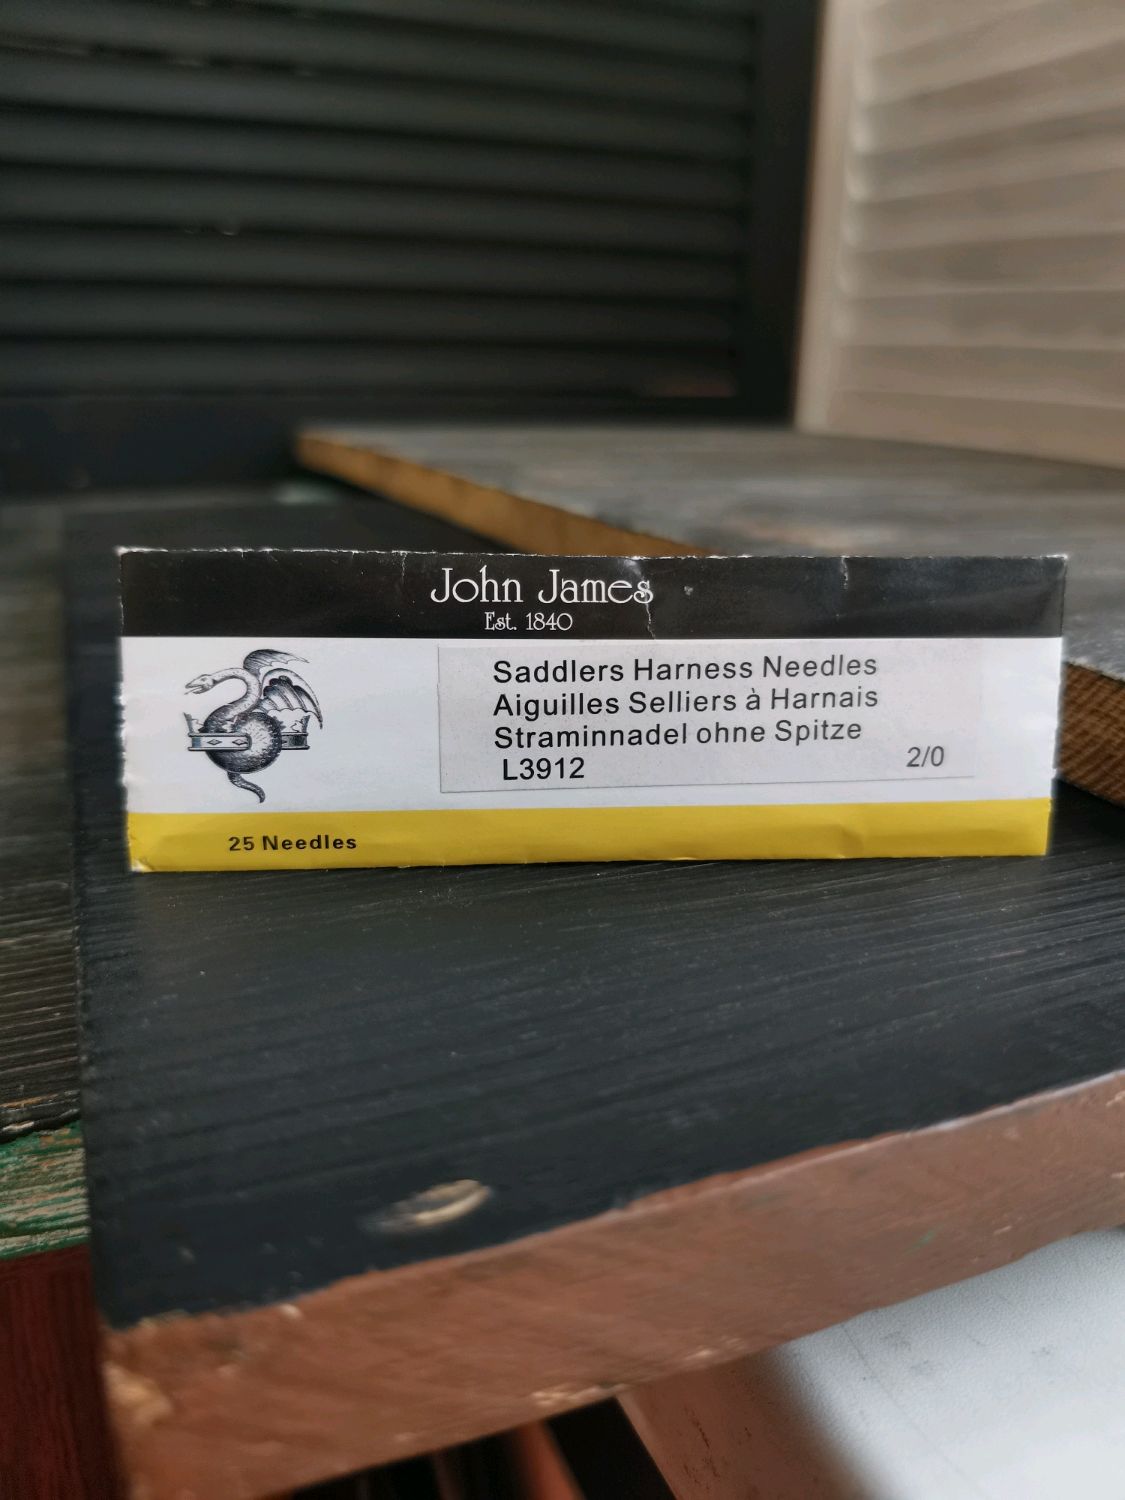 John James
Est. 1840
Saddlers Harness Needles
Aiguilles Selliers à Harnais
Straminnadel ohne Spitze
L3912 2/0
25 Needles